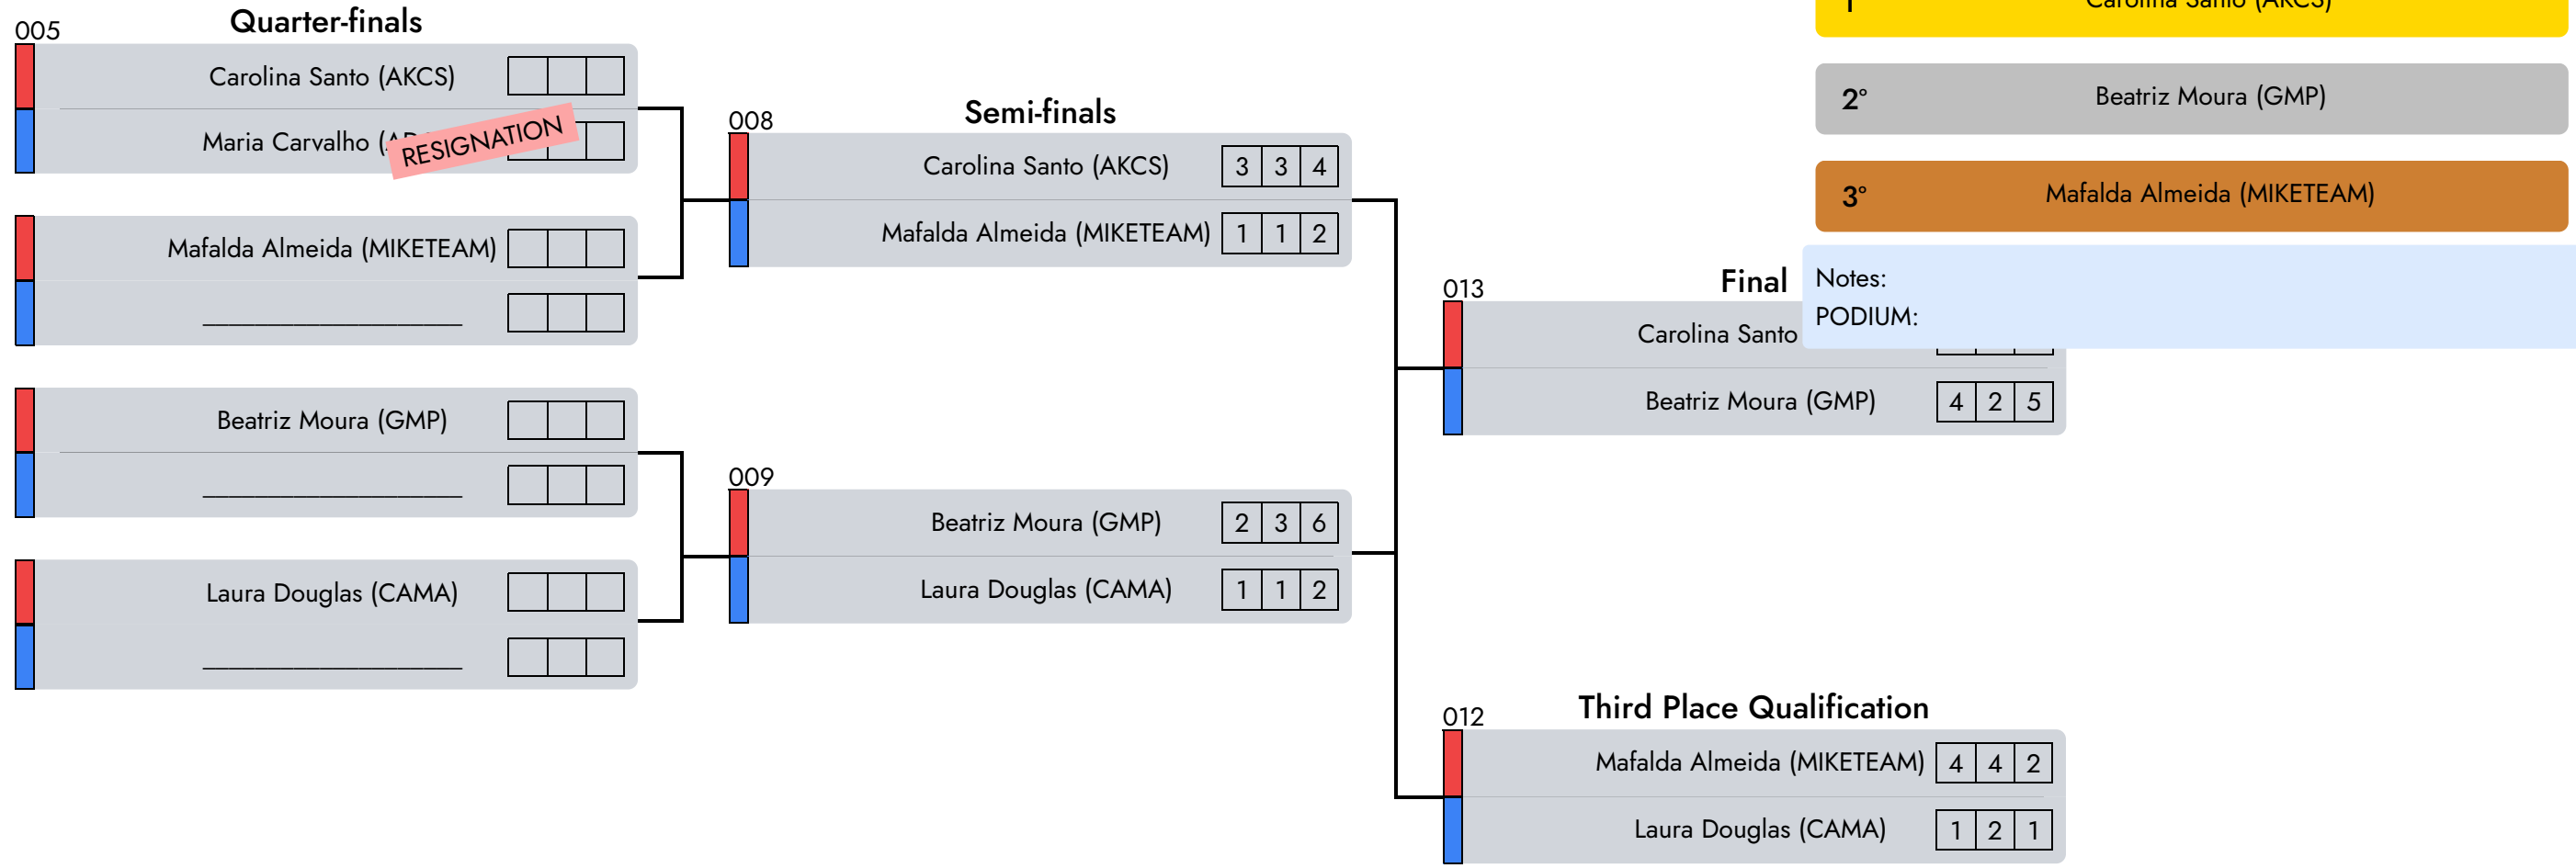 Quarter-finals
005
Carolina Santo (AKCS)
Maria Carvalho
RESIGNATION
Mafalda Almeida (MIKETEAM)
____________________
Beatriz Moura (GMP)
____________________
Laura Douglas (CAMA)
____________________
Semi-finals
008
Carolina Santo (AKCS) 3 3 4
Mafalda Almeida (MIKETEAM) 1 1 2
009
Beatriz Moura (GMP) 2 3 6
Laura Douglas (CAMA) 1 1 2
Final
013
Carolina Santo
Beatriz Moura (GMP) 4 2 5
Third Place Qualification
012
Mafalda Almeida (MIKETEAM) 4 4 2
Laura Douglas (CAMA) 1 2 1
1 Carolina Santo (AKCS)
2° Beatriz Moura (GMP)
3° Mafalda Almeida (MIKETEAM)
Notes:
PODIUM: